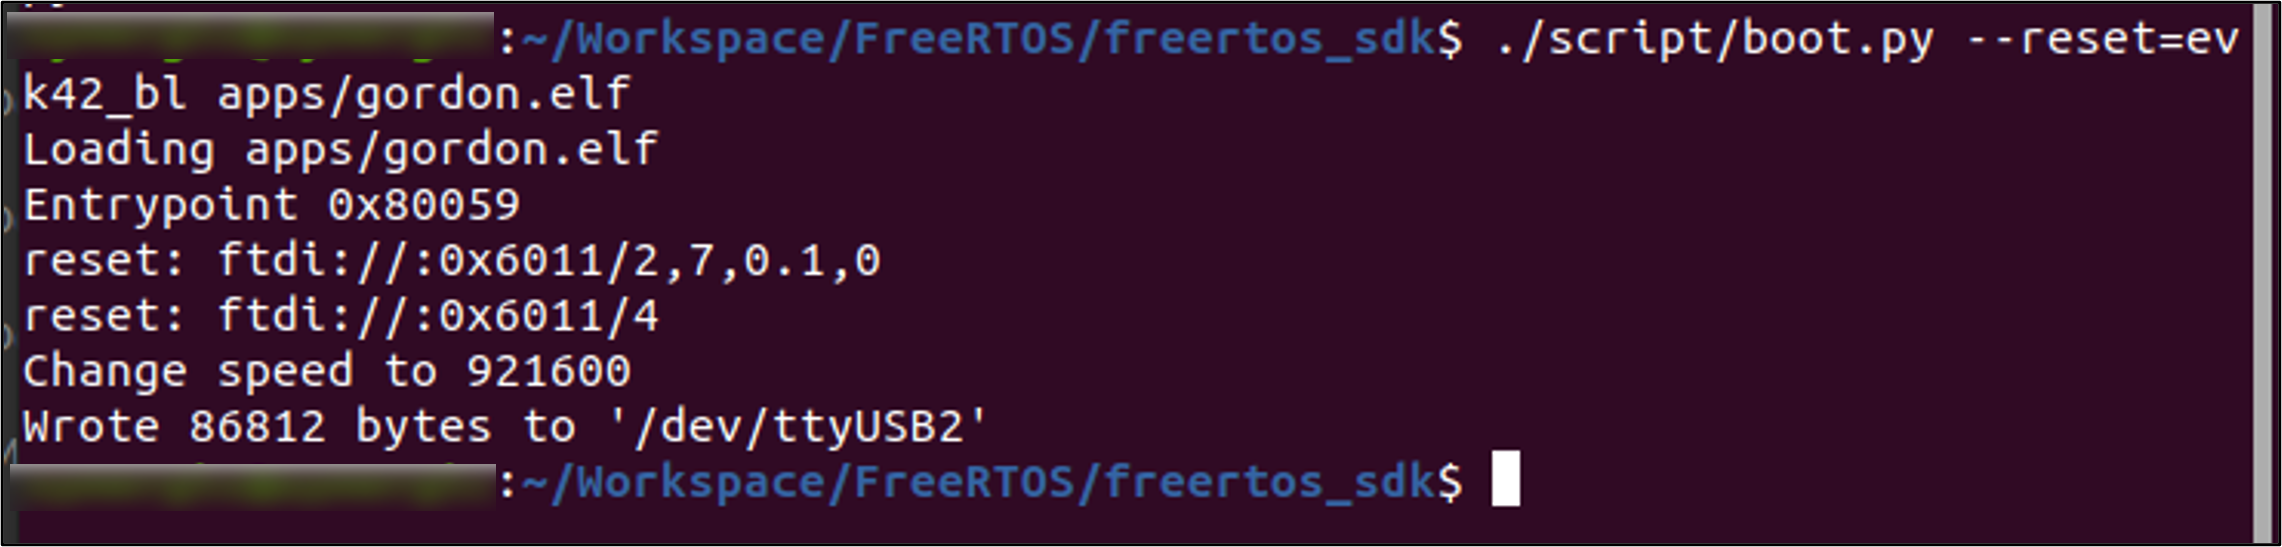 :~/Workspace/FreeRTOS/freertos_sdk$ ./script/boot.py --reset=ev
k42_bl apps/gordon.elf
Loading apps/gordon.elf
Entrypoint 0x80059
reset: ftdi://:0x6011/2,7,0.1,0
reset: ftdi://:0x6011/4
Change speed to 921600
Wrote 86812 bytes to '/dev/ttyUSB2'
:~/Workspace/FreeRTOS/freertos_sdk$